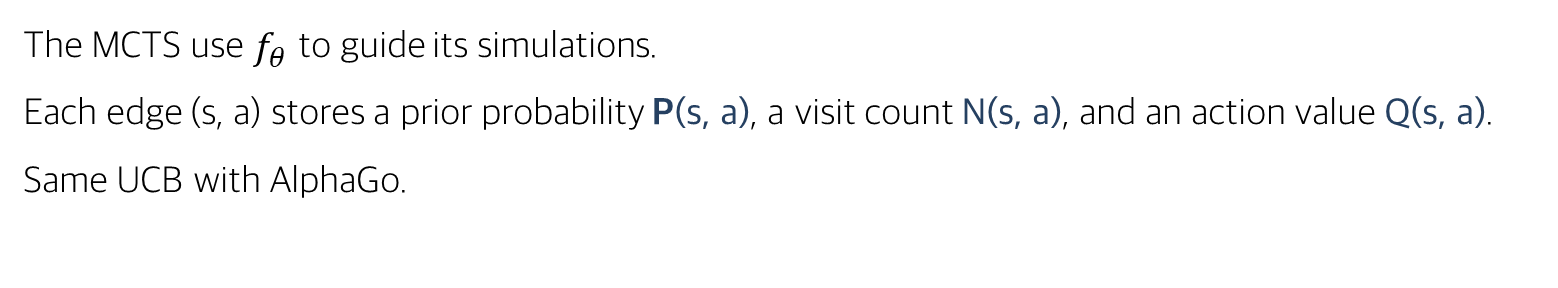 The MCTS use fθ to guide its simulations.
Each edge (s, a) stores a prior probability P(s, a), a visit count N(s, a), and an action value Q(s, a).
Same UCB with AlphaGo.